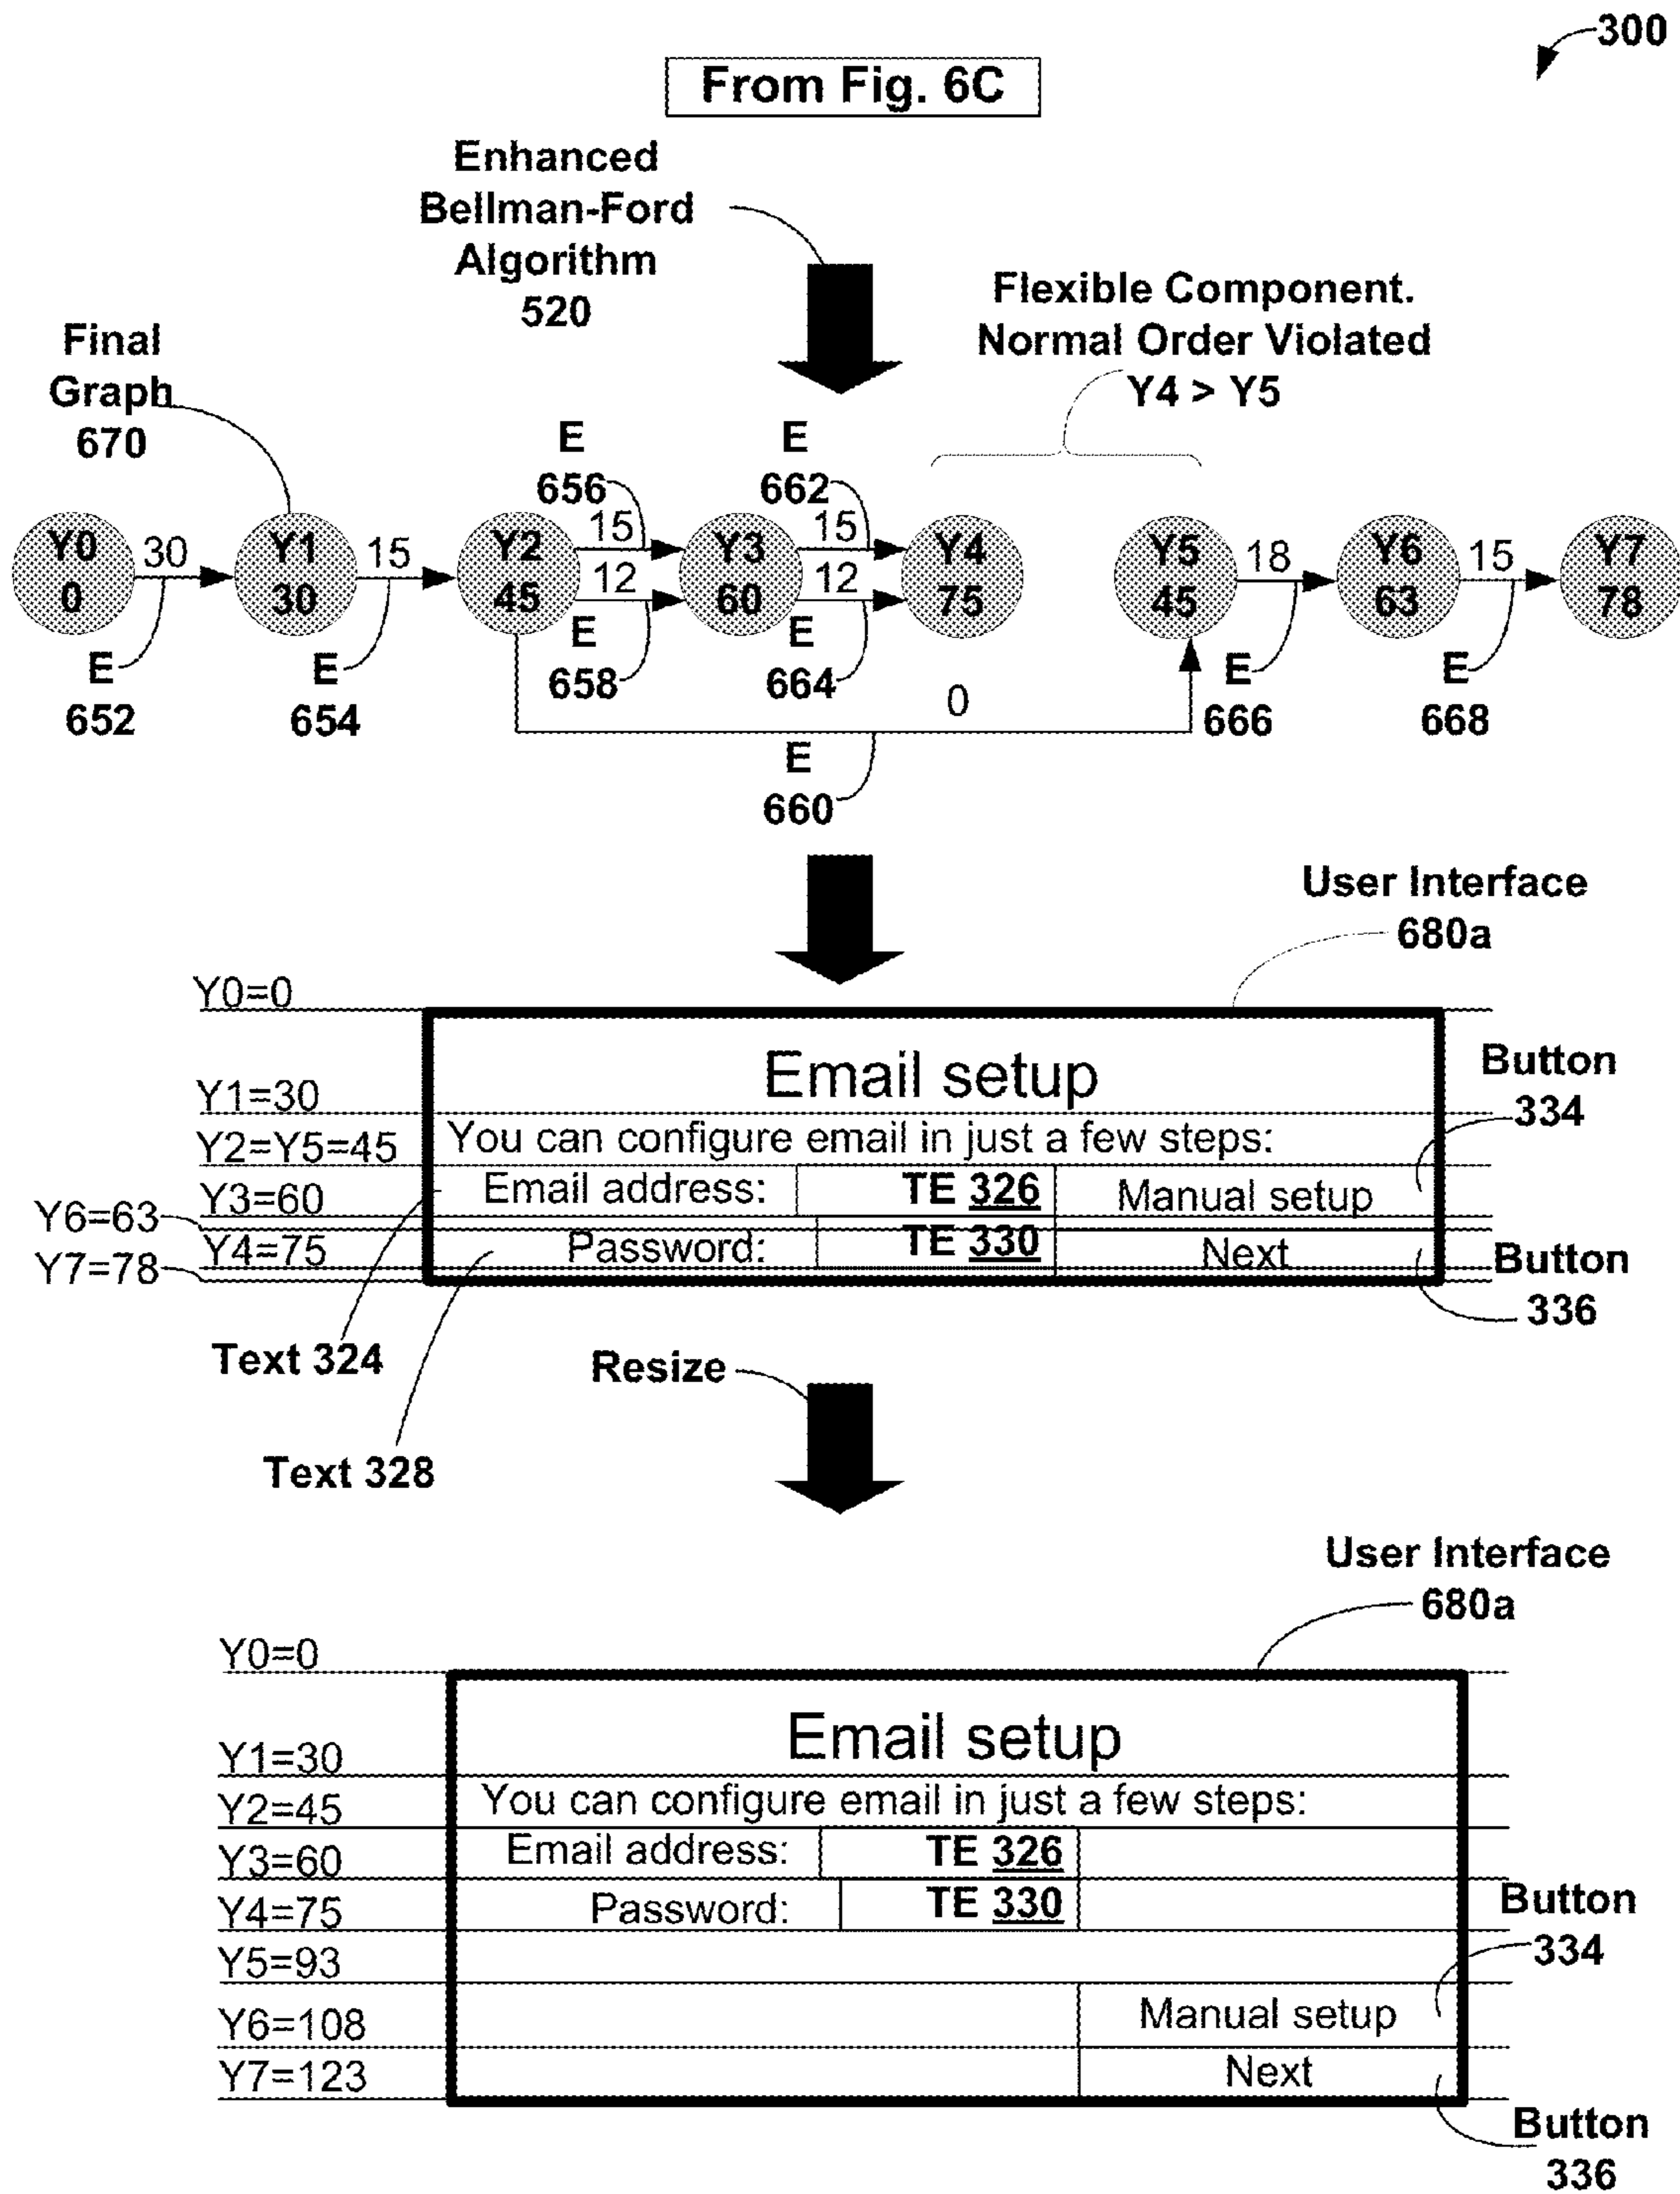 300
From Fig. 6C
Enhanced
Bellman-Ford
Algorithm
520
Flexible Component.
Normal Order Violated
Y4 > Y5
Final
Graph
670
E
656
E
662
Y0
0
30
Y1
30
15
Y2
45
15
12
Y3
60
15
12
Y4
75
Y5
45
18
Y6
63
15
Y7
78
E
652
E
654
E
658
E
664
0
E
660
E
666
E
668
User Interface
680a
Y0=0
Y1=30
Y2=Y5=45
Y3=60
Y6=63
Y4=75
Y7=78
Email setup
You can configure email in just a few steps:
Email address:
TE 326
Manual setup
Password:
TE 330
Next
Button
334
Button
336
Text 324
Text 328
Resize
User Interface
680a
Y0=0
Y1=30
Y2=45
Y3=60
Y4=75
Y5=93
Y6=108
Y7=123
Email setup
You can configure email in just a few steps:
Email address:
TE 326
Password:
TE 330
Manual setup
Next
Button
334
Button
336